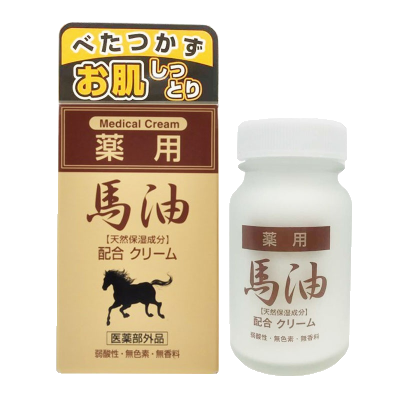 べたつかず
お肌しっとり
Medical Cream
薬用
馬油
【天然保湿成分】
配合 クリーム
医薬部外品
弱酸性・無色素・無香料
薬用
馬油
【天然保湿成分】
配合 クリーム
弱酸性・無色素・無香料